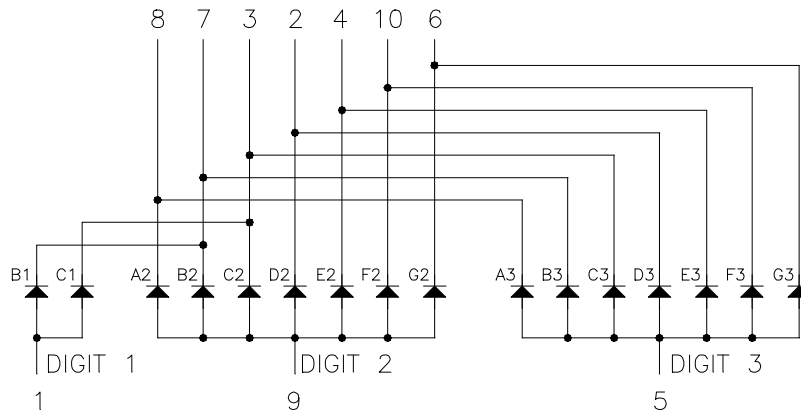 8 7 3 2 4 10 6
B1 C1 A2 B2 C2 D2 E2 F2 G2 A3 B3 C3 D3 E3 F3 G3
DIGIT 1 DIGIT 2 DIGIT 3
1 9 5